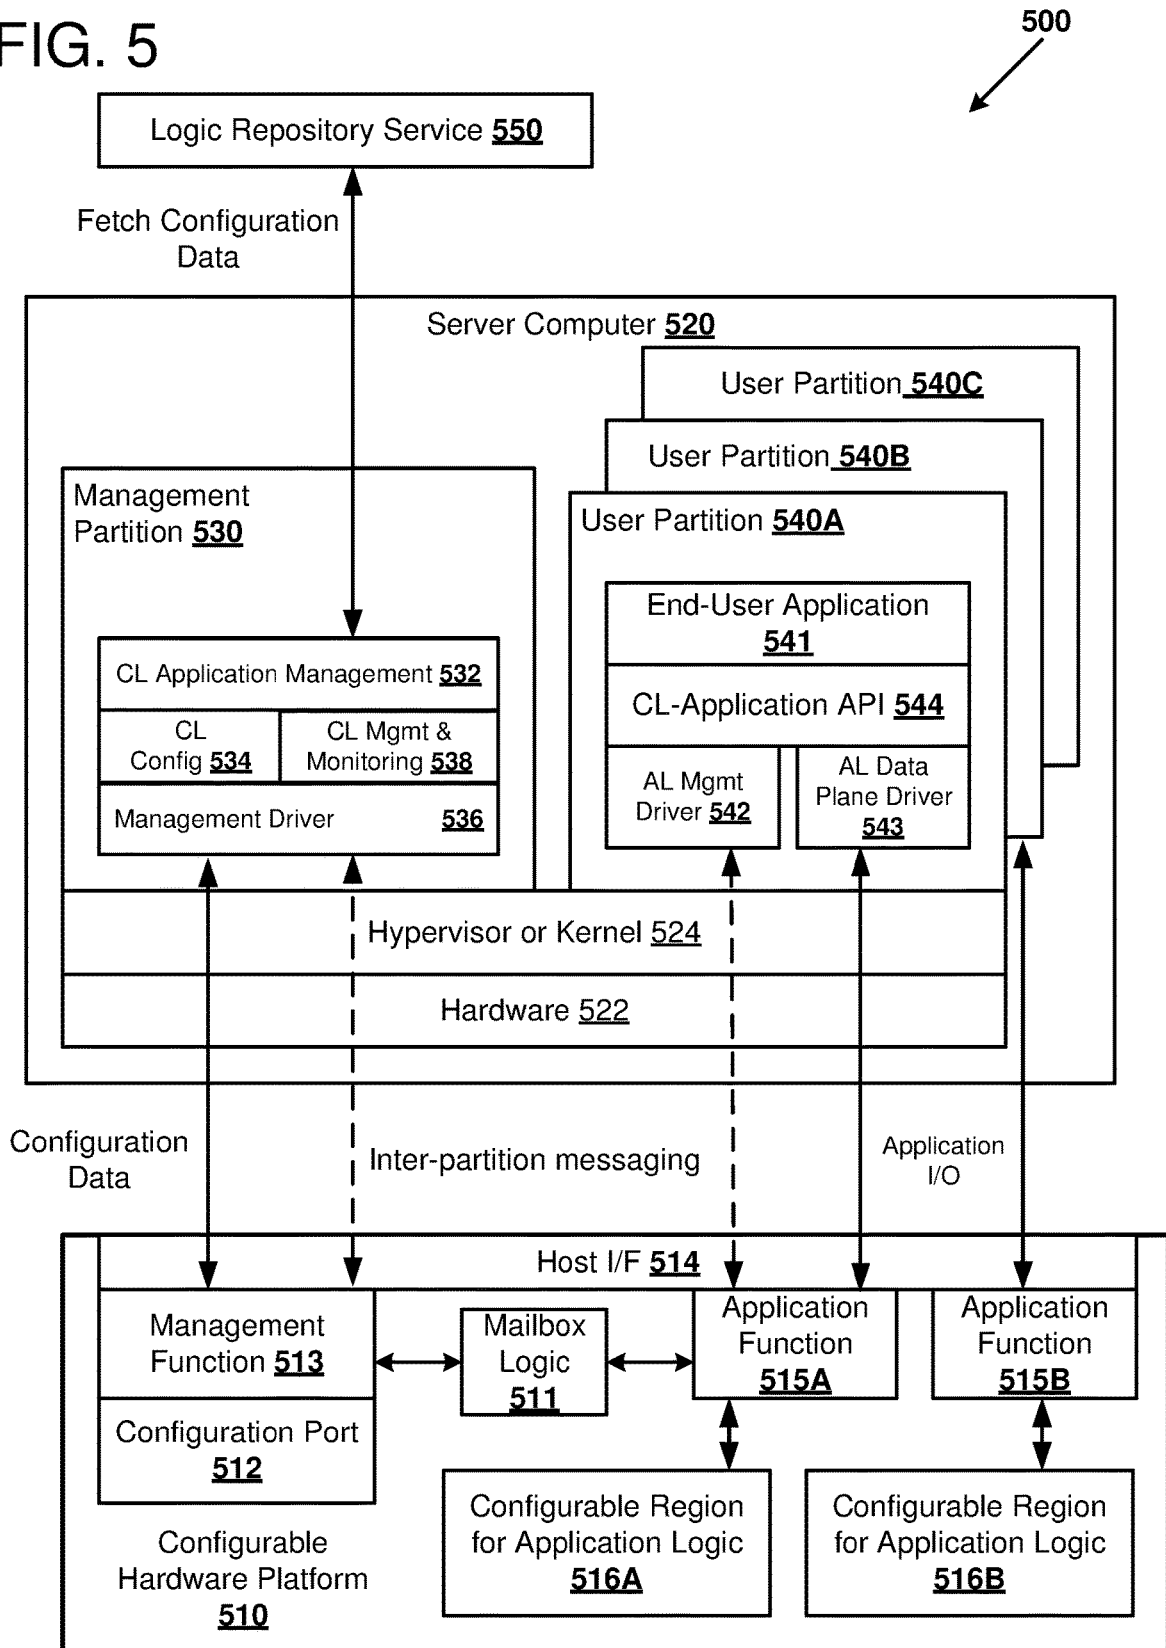 FIG. 5
500
Logic Repository Service 550
Fetch Configuration
Data
Server Computer 520
User Partition 540C
User Partition 540B
User Partition 540A
Management
Partition 530
End-User Application
541
CL-Application API 544
AL Mgmt
Driver 542
AL Data
Plane Driver
543
CL Application Management 532
CL
Config 534
CL Mgmt &
Monitoring 538
Management Driver 536
Hypervisor or Kernel 524
Hardware 522
Configuration
Data
Inter-partition messaging
Application
I/O
Host I/F 514
Management
Function 513
Mailbox
Logic
511
Application
Function
515A
Application
Function
515B
Configuration Port
512
Configurable Region
for Application Logic
516A
Configurable Region
for Application Logic
516B
Configurable
Hardware Platform
510